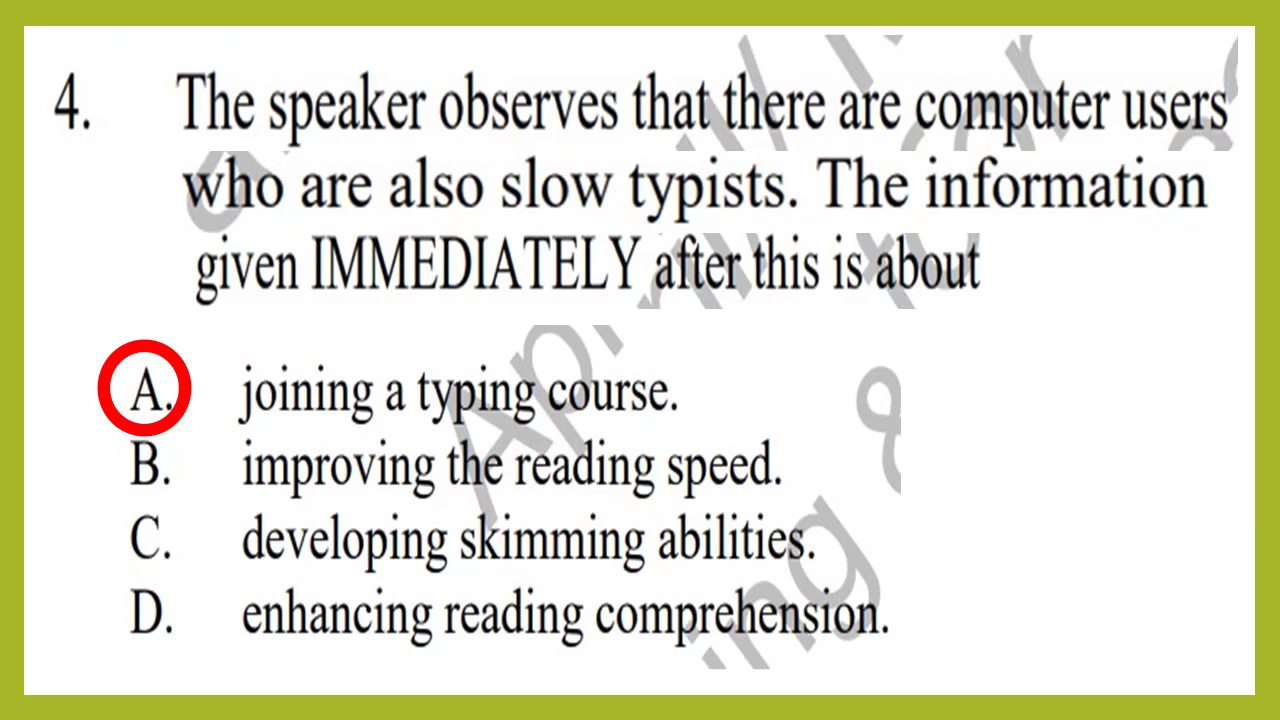 4. The speaker observes that there are computer users
who are also slow typists. The information
given IMMEDIATELY after this is about
A. joining a typing course.
B. improving the reading speed.
C. developing skimming abilities.
D. enhancing reading comprehension.